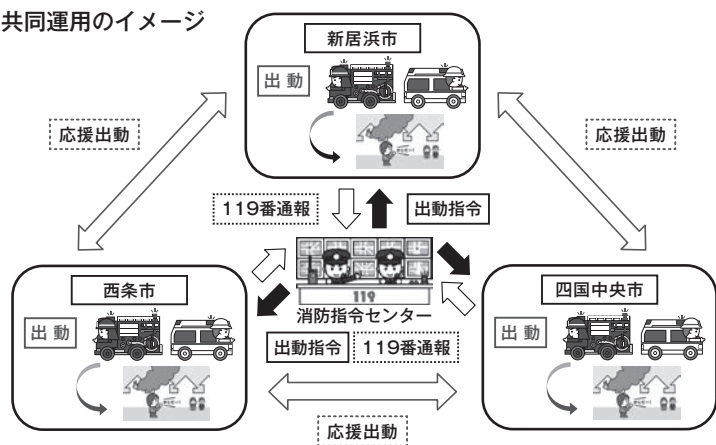 共同運用のイメージ
新居浜市
出動
応援出動
応援出動
119番通報
出動指令
西条市
119
四国中央市
消防指令センター
出動
出動指令
119番通報
出動
応援出動